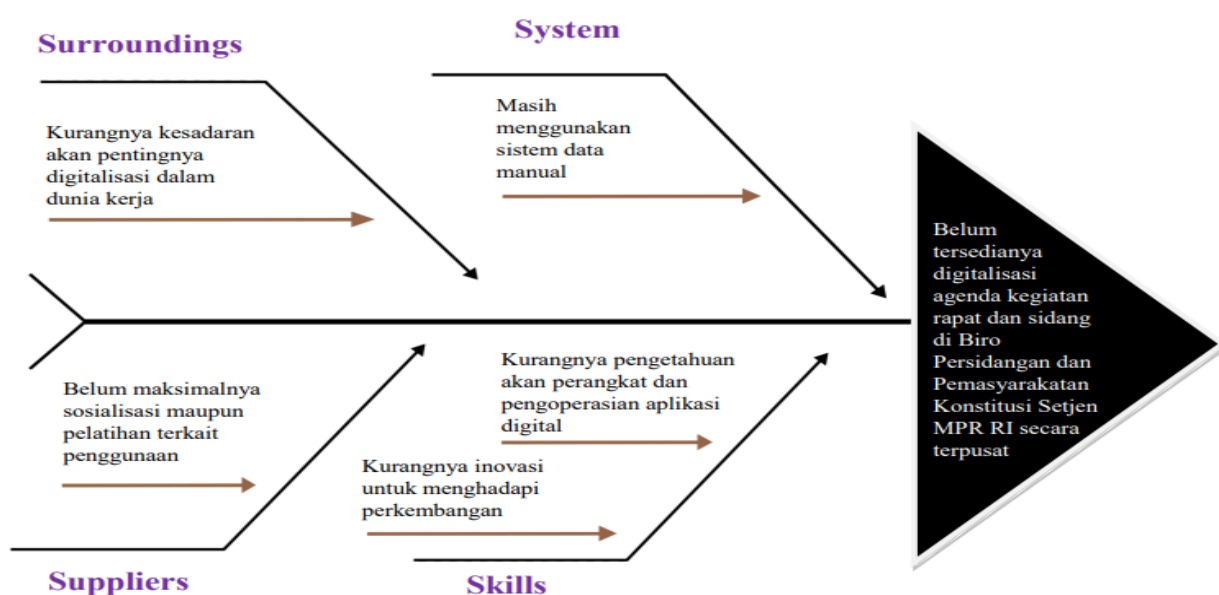 Surroundings
Kurangnya kesadaran
akan pentingnya
digitalisasi dalam
dunia kerja
System
Masih
menggunakan
sistem data
manual
Belum
tersedianya
digitalisasi
agenda kegiatan
rapat dan sidang
di Biro
Persidangan dan
Pemasyarakatan
Konstitusi Setjen
MPR RI secara
terpusat
Belum maksimalnya
sosialisasi maupun
pelatihan terkait
penggunaan
Suppliers
Kurangnya pengetahuan
akan perangkat dan
pengoperasian aplikasi
digital
Kurangnya inovasi
untuk menghadapi
perkembangan
Skills